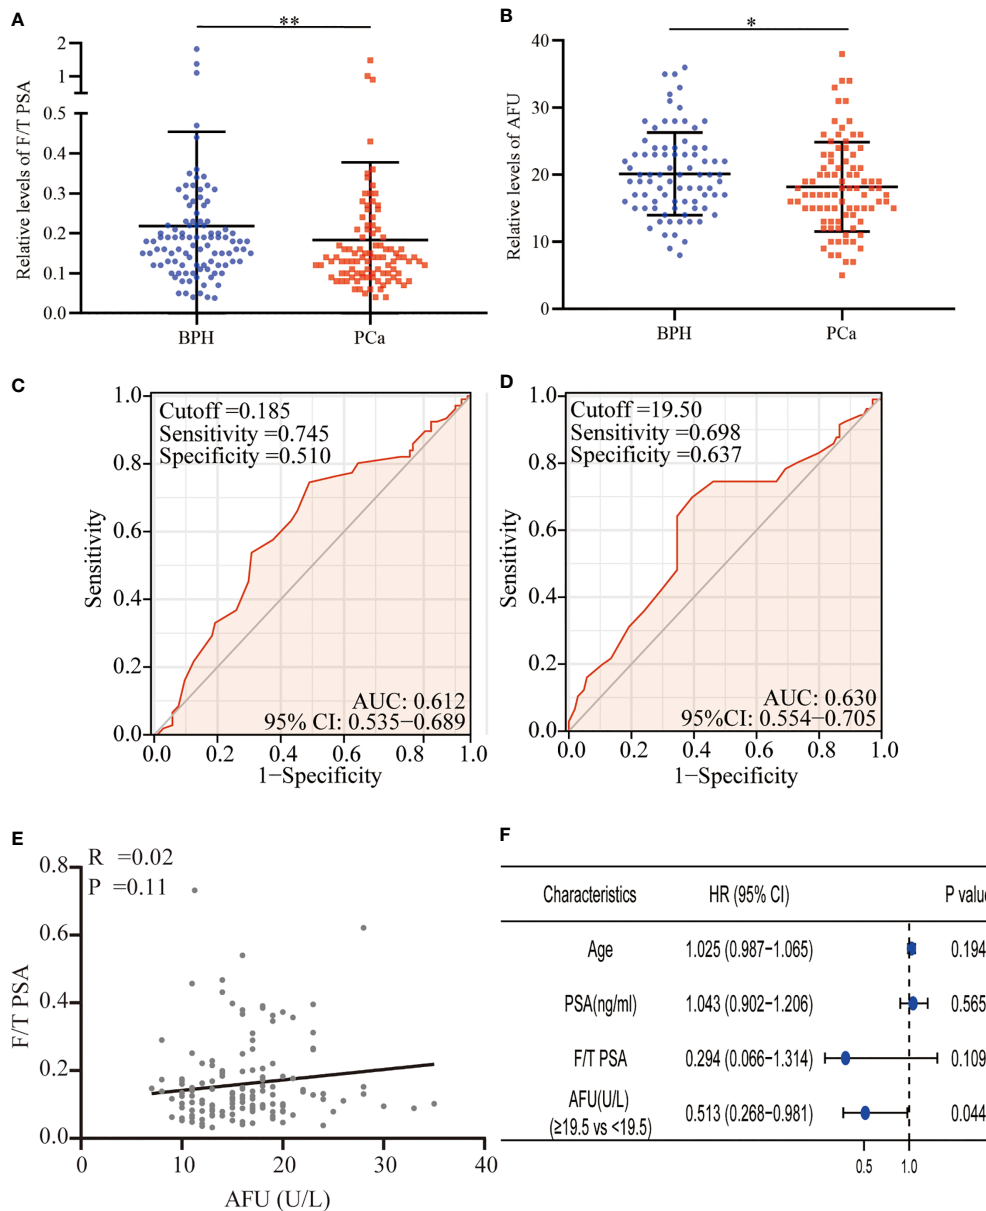 A
**
Relative levels of F/T PSA
2
1
0.5
0.4
0.3
0.2
0.1
0.0
BPH
PCa
B
*
Relative levels of AFU
40
30
20
10
0
BPH
PCa
C
Cutoff =0.185
Sensitivity =0.745
Specificity =0.510
Sensitivity
1.0
0.8
0.6
0.4
0.2
0.0
AUC: 0.612
95% CI: 0.535−0.689
0.0 0.2 0.4 0.6 0.8 1.0
1−Specificity
D
Cutoff =19.50
Sensitivity =0.698
Specificity =0.637
Sensitivity
1.0
0.8
0.6
0.4
0.2
0.0
AUC: 0.630
95%CI: 0.554−0.705
0.0 0.2 0.4 0.6 0.8 1.0
1−Specificity
E
R =0.02
P =0.11
F/T PSA
0.8
0.6
0.4
0.2
0.0
0 10 20 30 40
AFU (U/L)
F
Characteristics HR (95% CI) P value
Age 1.025 (0.987−1.065) 0.194
PSA(ng/ml) 1.043 (0.902−1.206) 0.565
F/T PSA 0.294 (0.066−1.314) 0.109
AFU(U/L) 0.513 (0.268−0.981) 0.044
(≥19.5 vs <19.5)
0.5 1.0